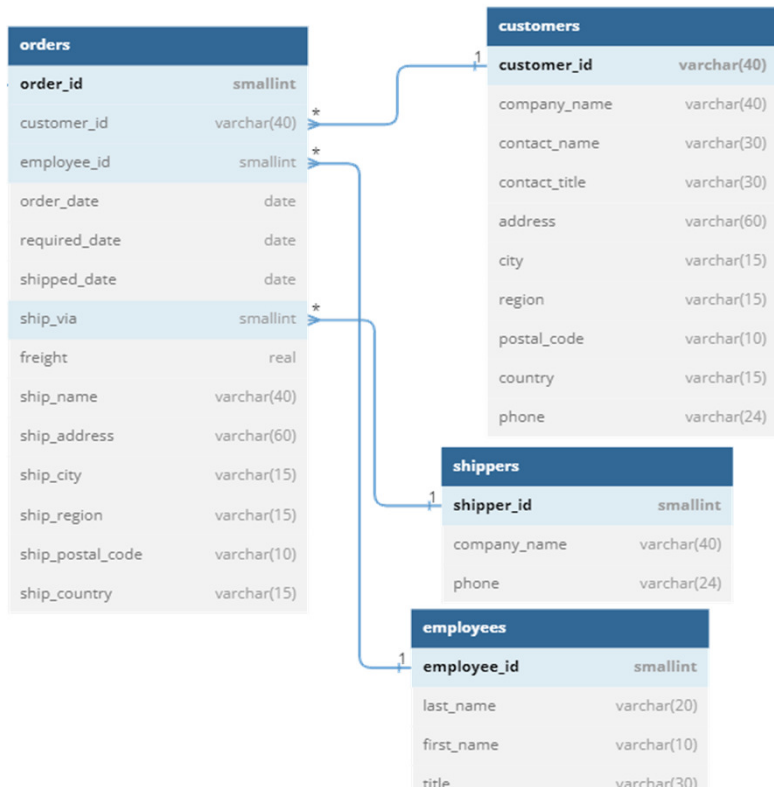 orders
order_id smallint
customer_id varchar(40)
employee_id smallint
order_date date
required_date date
shipped_date date
ship_via smallint
freight real
ship_name varchar(40)
ship_address varchar(60)
ship_city varchar(15)
ship_region varchar(15)
ship_postal_code varchar(10)
ship_country varchar(15)
*
*
*
1
1
1
customers
customer_id varchar(40)
company_name varchar(40)
contact_name varchar(30)
contact_title varchar(30)
address varchar(60)
city varchar(15)
region varchar(15)
postal_code varchar(10)
country varchar(15)
phone varchar(24)
shippers
shipper_id smallint
company_name varchar(40)
phone varchar(24)
employees
employee_id smallint
last_name varchar(20)
first_name varchar(10)
title varchar(30)